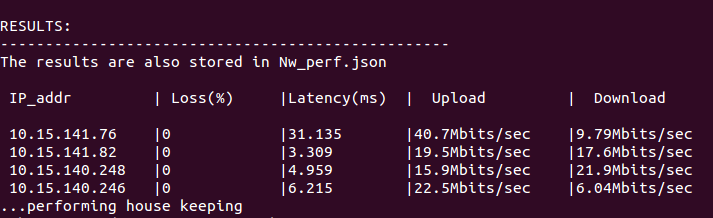 RESULTS:
--------------------------------------------------
The results are also stored in Nw_perf.json
IP_addr | Loss(%) |Latency(ms) | Upload | Download
10.15.141.76 |0 |31.135 |40.7Mbits/sec |9.79Mbits/sec
10.15.141.82 |0 |3.309 |19.5Mbits/sec |17.6Mbits/sec
10.15.140.248 |0 |4.959 |15.9Mbits/sec |21.9Mbits/sec
10.15.140.246 |0 |6.215 |22.5Mbits/sec |6.04Mbits/sec
...performing house keeping